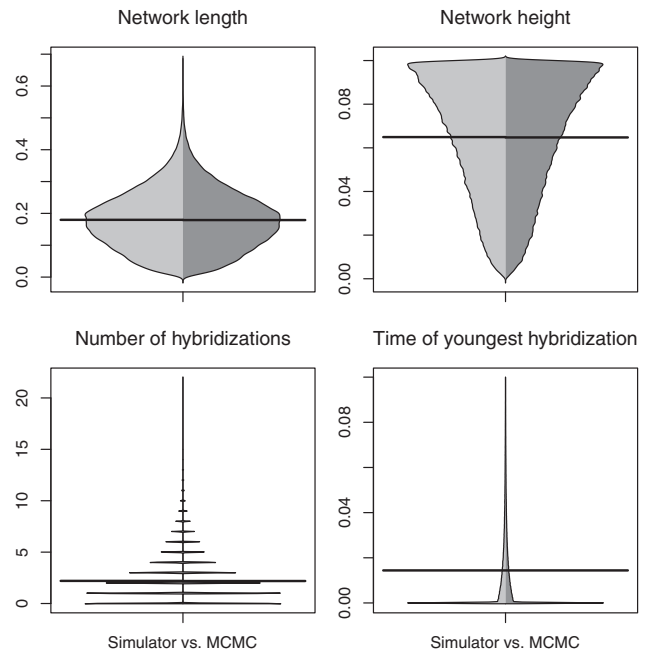 Network length
Network height
0.6
0.4
0.2
0.0
0.08
0.04
0.00
Number of hybridizations
Time of youngest hybridization
20
15
10
5
0
0.08
0.04
0.00
Simulator vs. MCMC
Simulator vs. MCMC